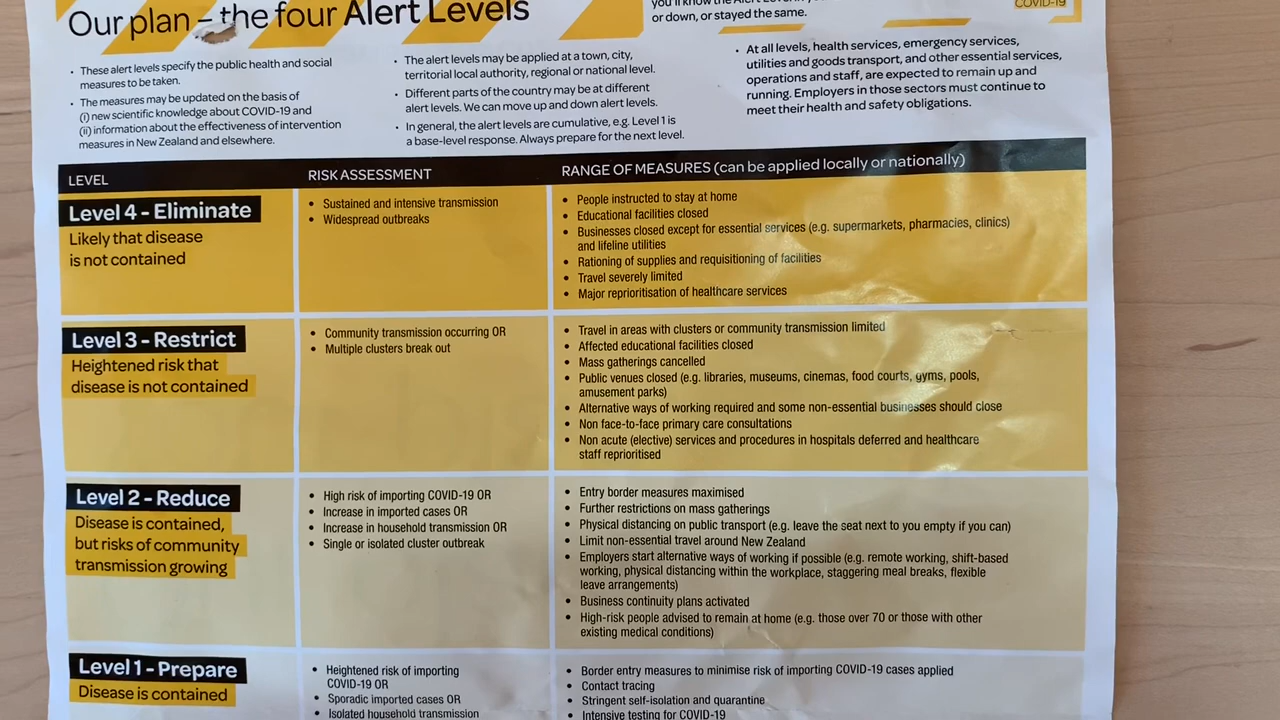 Our plan – the four Alert Levels
or down, or stayed the same.
COVID-19
• These alert levels specify the public health and social
measures to be taken.
• The measures may be updated on the basis of
(i) new scientific knowledge about COVID-19 and
(ii) information about the effectiveness of intervention
measures in New Zealand and elsewhere.
• The alert levels may be applied at a town, city,
territorial local authority, regional or national level.
• Different parts of the country may be at different
alert levels. We can move up and down alert levels.
• In general, the alert levels are cumulative, e.g. Level 1 is
a base-level response. Always prepare for the next level.
• At all levels, health services, emergency services,
utilities and goods transport, and other essential services,
operations and staff, are expected to remain up and
running. Employers in those sectors must continue to
meet their health and safety obligations.
LEVEL
RISK ASSESSMENT
RANGE OF MEASURES (can be applied locally or nationally)
Level 4 - Eliminate
Likely that disease
is not contained
• Sustained and intensive transmission
• Widespread outbreaks
• People instructed to stay at home
• Educational facilities closed
• Businesses closed except for essential services (e.g. supermarkets, pharmacies, clinics)
and lifeline utilities
• Rationing of supplies and requisitioning of facilities
• Travel severely limited
• Major reprioritisation of healthcare services
Level 3 - Restrict
Heightened risk that
disease is not contained
• Community transmission occurring OR
• Multiple clusters break out
• Travel in areas with clusters or community transmission limited
• Affected educational facilities closed
• Mass gatherings cancelled
• Public venues closed (e.g. libraries, museums, cinemas, food courts, gyms, pools,
amusement parks)
• Alternative ways of working required and some non-essential businesses should close
• Non face-to-face primary care consultations
• Non acute (elective) services and procedures in hospitals deferred and healthcare
staff reprioritised
Level 2 - Reduce
Disease is contained,
but risks of community
transmission growing
• High risk of importing COVID-19 OR
• Increase in imported cases OR
• Increase in household transmission OR
• Single or isolated cluster outbreak
• Entry border measures maximised
• Further restrictions on mass gatherings
• Physical distancing on public transport (e.g. leave the seat next to you empty if you can)
• Limit non-essential travel around New Zealand
• Employers start alternative ways of working if possible (e.g. remote working, shift-based
working, physical distancing within the workplace, staggering meal breaks, flexible
leave arrangements)
• Business continuity plans activated
• High-risk people advised to remain at home (e.g. those over 70 or those with other
existing medical conditions)
Level 1 - Prepare
Disease is contained
• Heightened risk of importing
COVID-19 OR
• Sporadic imported cases OR
• Isolated household transmission
• Border entry measures to minimise risk of importing COVID-19 cases applied
• Contact tracing
• Stringent self-isolation and quarantine
• Intensive testing for COVID-19